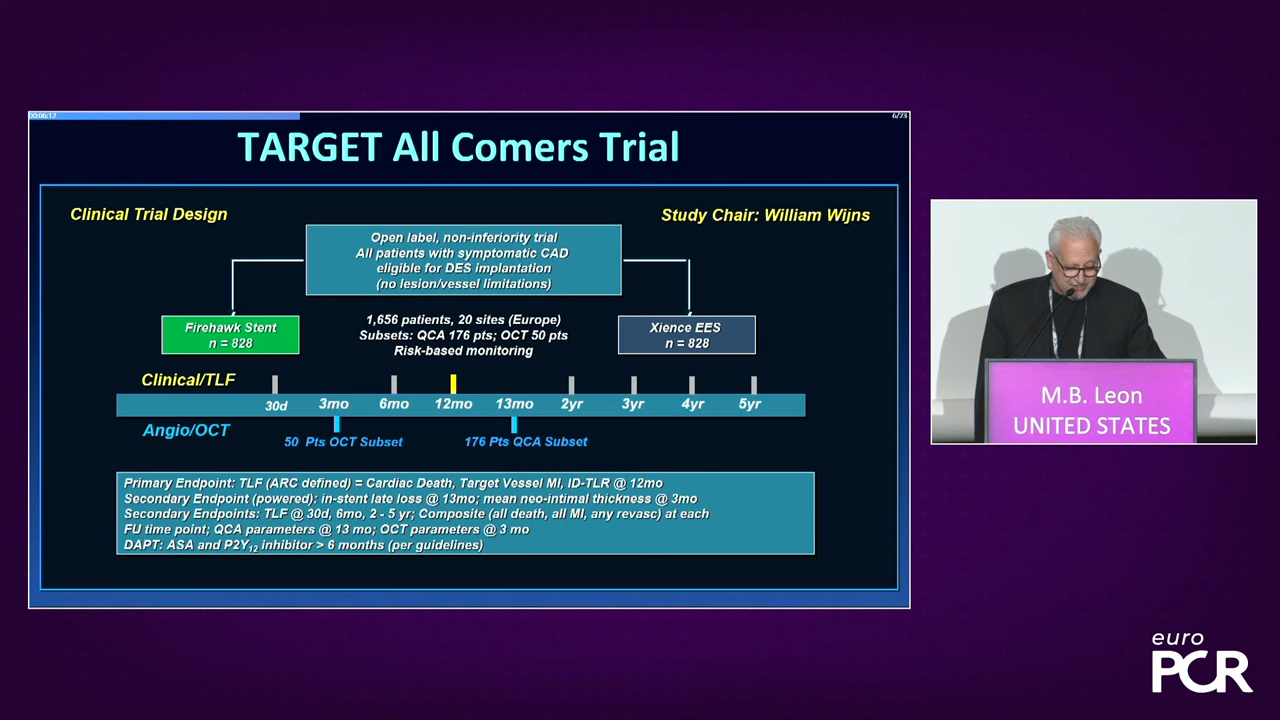 00:06:12
6/23
TARGET All Comers Trial
Clinical Trial Design
Study Chair: William Wijns
Open label, non-inferiority trial
All patients with symptomatic CAD
eligible for DES implantation
(no lesion/vessel limitations)
Firehawk Stent
n = 828
1,656 patients, 20 sites (Europe)
Subsets: QCA 176 pts; OCT 50 pts
Risk-based monitoring
Xience EES
n = 828
Clinical/TLF
30d 3mo 6mo 12mo 13mo 2yr 3yr 4yr 5yr
Angio/OCT
50 Pts OCT Subset
176 Pts QCA Subset
Primary Endpoint: TLF (ARC defined) = Cardiac Death, Target Vessel MI, ID-TLR @ 12mo
Secondary Endpoint (powered): in-stent late loss @ 13mo; mean neo-intimal thickness @ 3mo
Secondary Endpoints: TLF @ 30d, 6mo, 2 - 5 yr; Composite (all death, all MI, any revasc) at each
FU time point; QCA parameters @ 13 mo; OCT parameters @ 3 mo
DAPT: ASA and P2Y12 inhibitor > 6 months (per guidelines)
M.B. Leon
UNITED STATES
euro
PCR